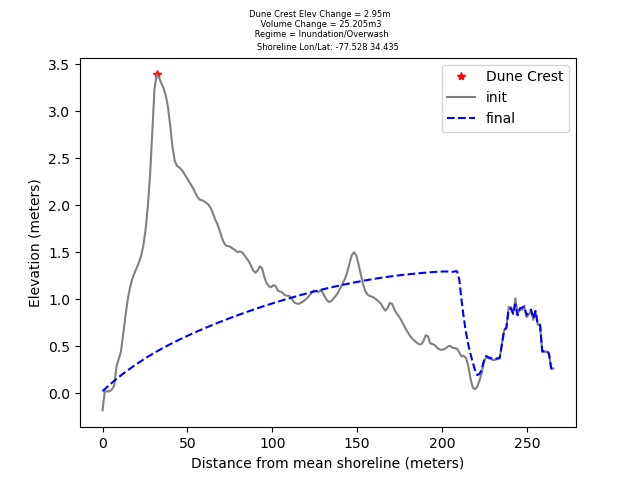 Dune Crest Elev Change = 2.95m
Volume Change = 25.205m3
Regime = Inundation/Overwash
Shoreline Lon/Lat: -77.528 34.435
Dune Crest
init
final
Elevation (meters)
3.5
3.0
2.5
2.0
1.5
1.0
0.5
0.0
0 50 100 150 200 250
Distance from mean shoreline (meters)